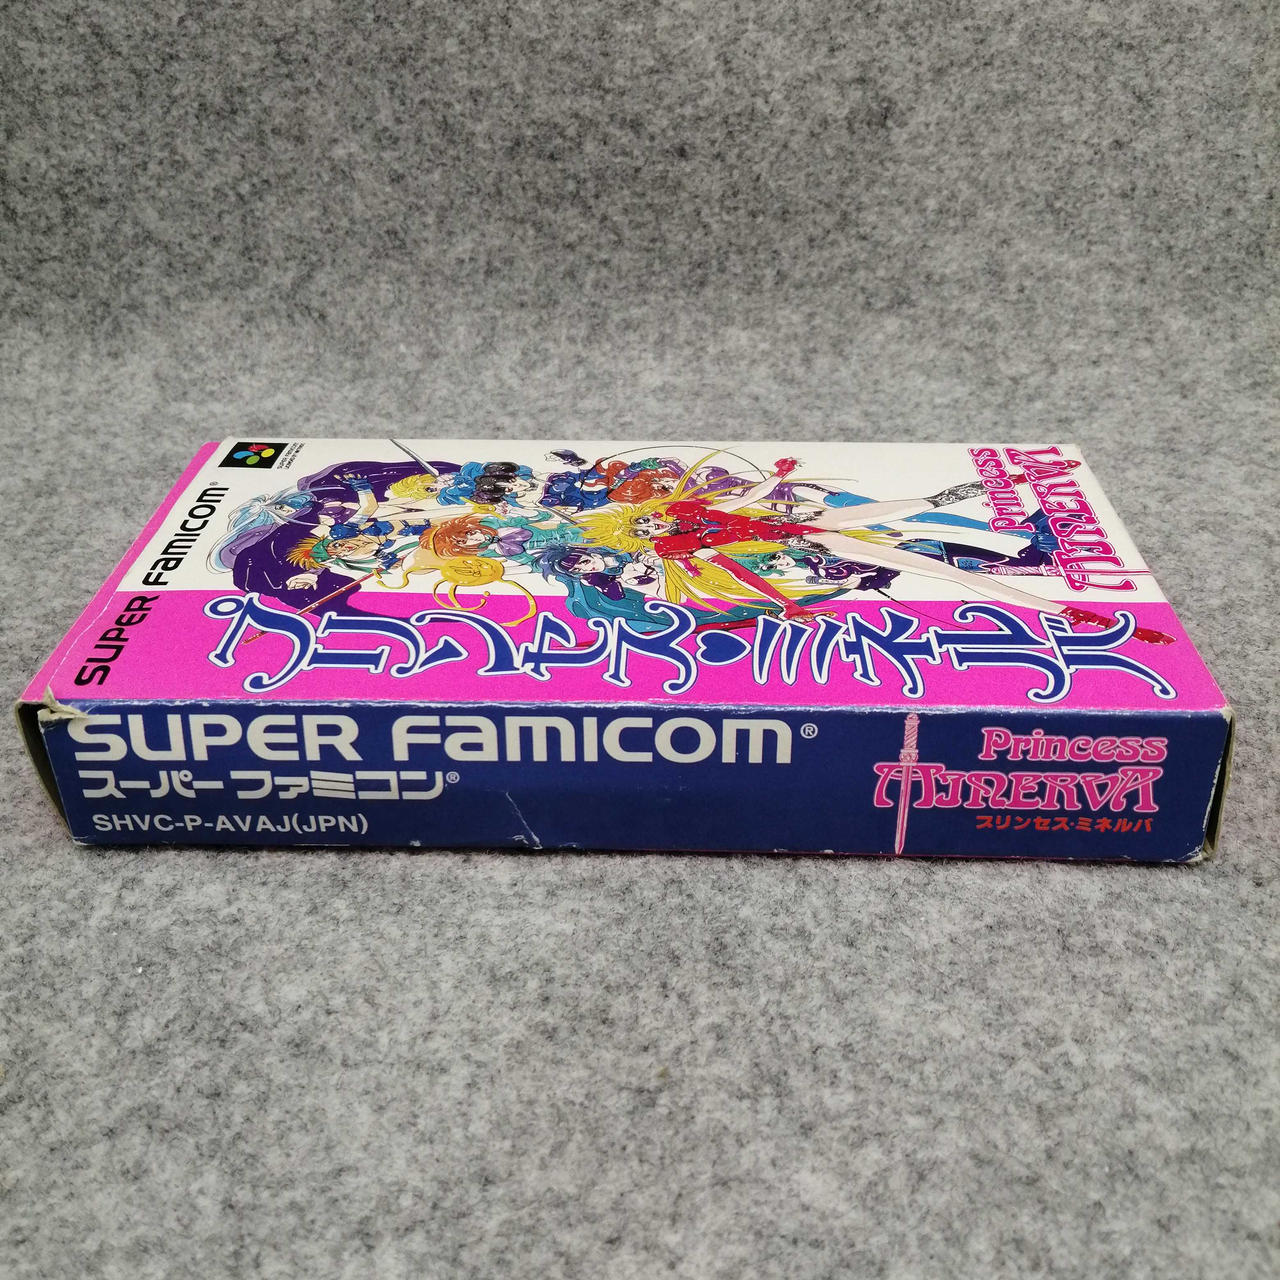 SUPER FAMICOM
SUPER FAMICOM®
Princess
MINERVA
プリンセス♥ミネルバ
SUPER FAMICOM®
スーパーファミコン®
SHVC-P-AVAJ(JPN)
Princess
MINERVA
プリンセス・ミネルバ